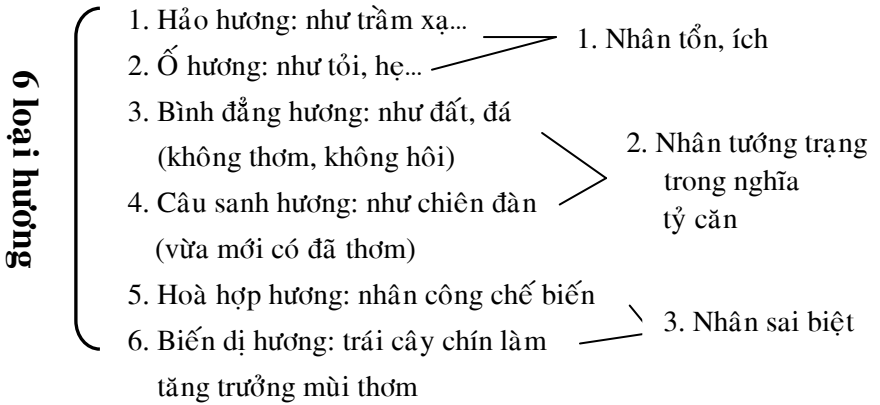 6 loại hương
1. Hảo hương: như trầm xạ...
2. Ố hương: như tỏi, hẹ...
3. Bình đẳng hương: như đất, đá
(không thơm, không hôi)
4. Câu sanh hương: như chiên đàn
(vừa mới có đã thơm)
5. Hoà hợp hương: nhân công chế biến
6. Biến dị hương: trái cây chín làm
tăng trưởng mùi thơm
1. Nhân tổn, ích
2. Nhân tướng trạng
trong nghĩa
tỷ căn
3. Nhân sai biệt